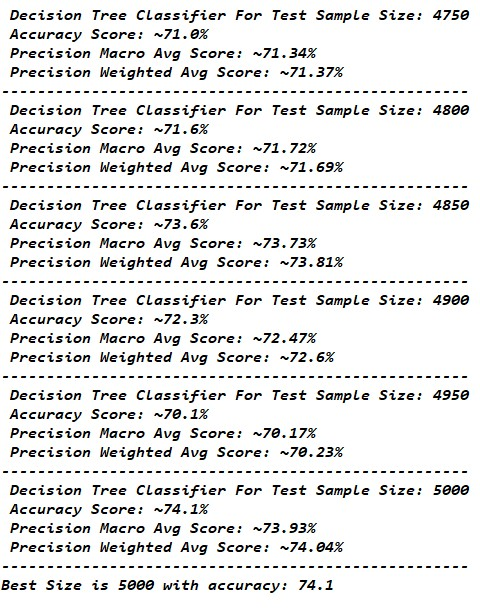 Decision Tree Classifier For Test Sample Size: 4750
Accuracy Score: ~71.0%
Precision Macro Avg Score: ~71.34%
Precision Weighted Avg Score: ~71.37%
----------------------------------------------------
Decision Tree Classifier For Test Sample Size: 4800
Accuracy Score: ~71.6%
Precision Macro Avg Score: ~71.72%
Precision Weighted Avg Score: ~71.69%
----------------------------------------------------
Decision Tree Classifier For Test Sample Size: 4850
Accuracy Score: ~73.6%
Precision Macro Avg Score: ~73.73%
Precision Weighted Avg Score: ~73.81%
----------------------------------------------------
Decision Tree Classifier For Test Sample Size: 4900
Accuracy Score: ~72.3%
Precision Macro Avg Score: ~72.47%
Precision Weighted Avg Score: ~72.6%
----------------------------------------------------
Decision Tree Classifier For Test Sample Size: 4950
Accuracy Score: ~70.1%
Precision Macro Avg Score: ~70.17%
Precision Weighted Avg Score: ~70.23%
----------------------------------------------------
Decision Tree Classifier For Test Sample Size: 5000
Accuracy Score: ~74.1%
Precision Macro Avg Score: ~73.93%
Precision Weighted Avg Score: ~74.04%
----------------------------------------------------
Best Size is 5000 with accuracy: 74.1